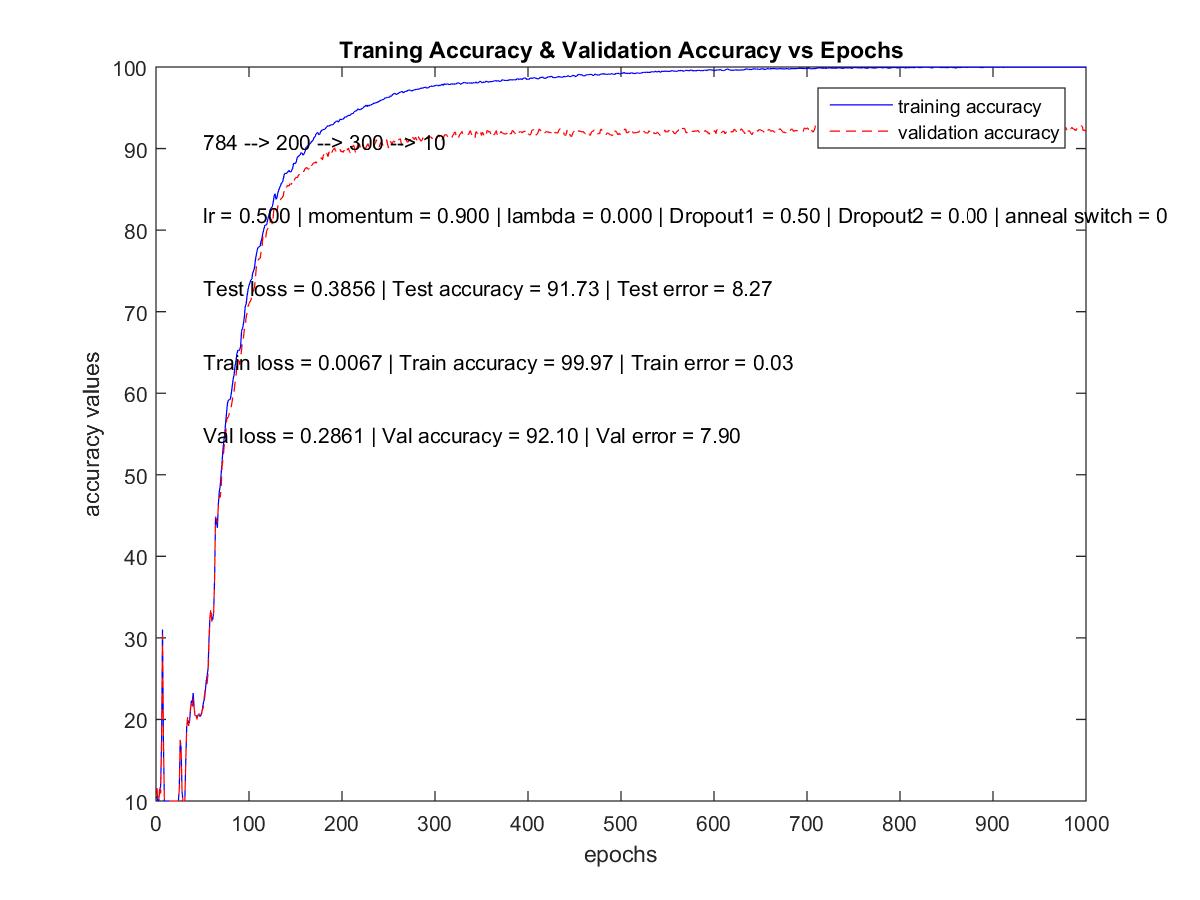 Traning Accuracy & Validation Accuracy vs Epochs
100
90
80
70
60
50
40
30
20
10
accuracy values
training accuracy
validation accuracy
784 --> 200 --> 300 --> 10
lr = 0.500 | momentum = 0.900 | lambda = 0.000 | Dropout1 = 0.50 | Dropout2 = 0.00 | anneal switch = 0
Test loss = 0.3856 | Test accuracy = 91.73 | Test error = 8.27
Train loss = 0.0067 | Train accuracy = 99.97 | Train error = 0.03
Val loss = 0.2861 | Val accuracy = 92.10 | Val error = 7.90
0 100 200 300 400 500 600 700 800 900 1000
epochs